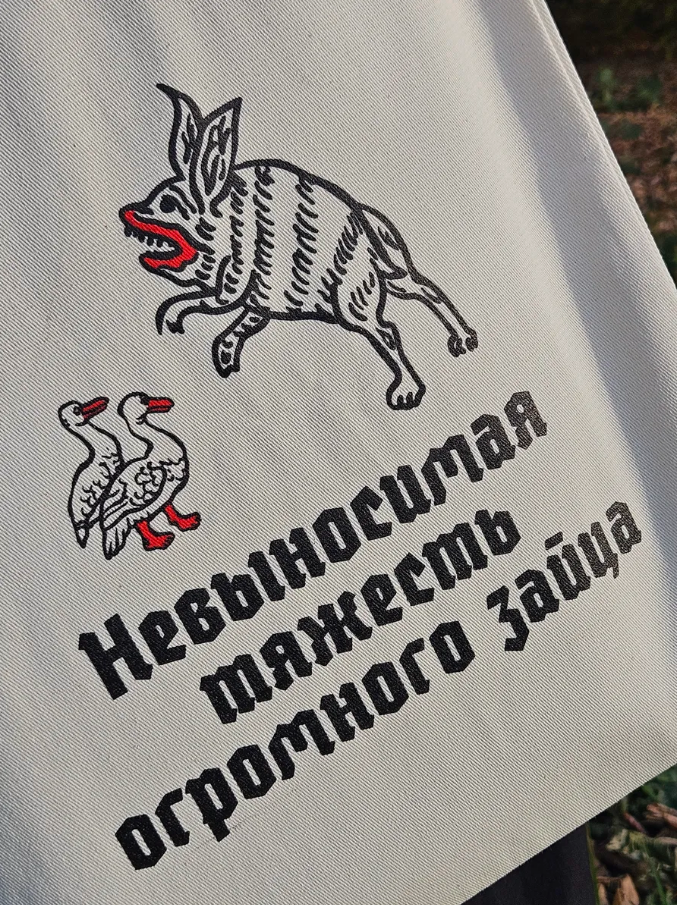 Невыносимая
тяжесть
огромного зайца